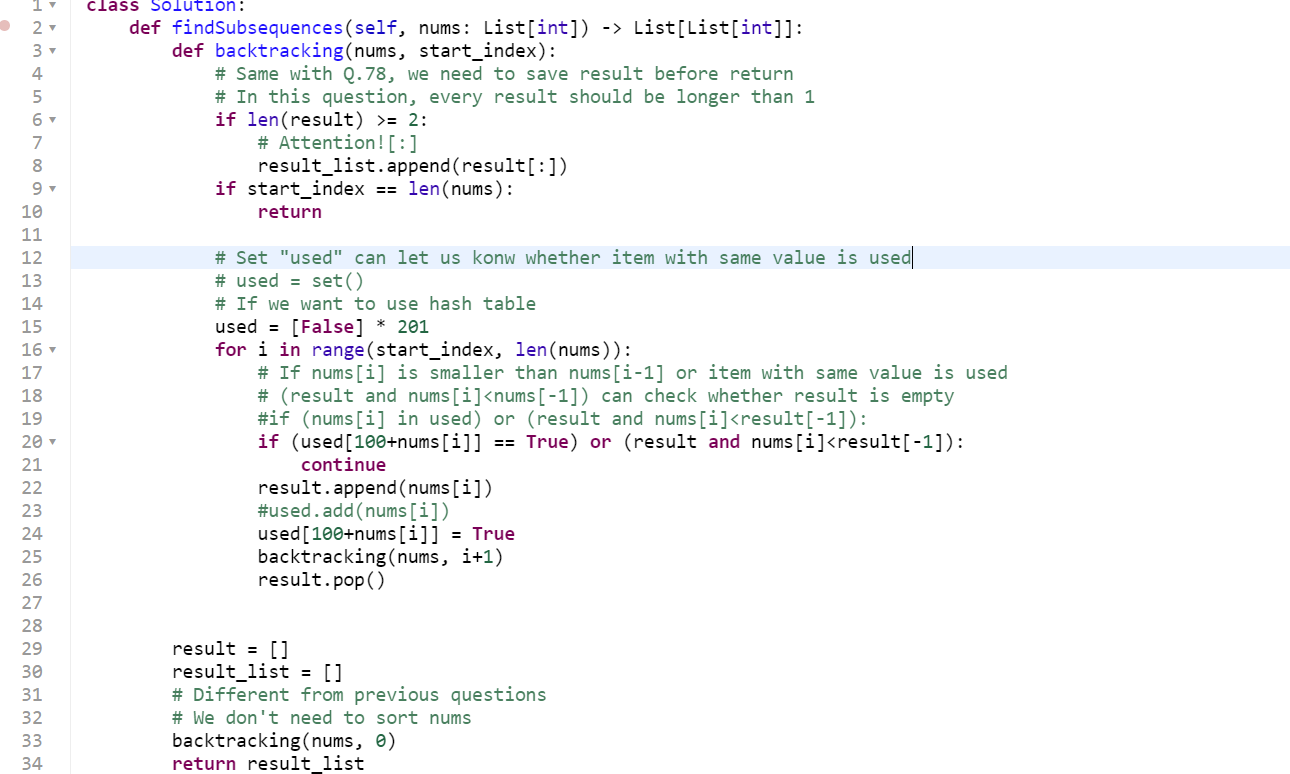 1 class Solution:
2 def findSubsequences(self, nums: List[int]) -> List[List[int]]:
3 def backtracking(nums, start_index):
4 # Same with Q.78, we need to save result before return
5 # In this question, every result should be longer than 1
6 if len(result) >= 2:
7 # Attention![:]
8 result_list.append(result[:])
9 if start_index == len(nums):
10 return
11
12 # Set "used" can let us konw whether item with same value is used
13 # used = set()
14 # If we want to use hash table
15 used = [False] * 201
16 for i in range(start_index, len(nums)):
17 # If nums[i] is smaller than nums[i-1] or item with same value is used
18 # (result and nums[i]<nums[-1]) can check whether result is empty
19 #if (nums[i] in used) or (result and nums[i]<result[-1]):
20 if (used[100+nums[i]] == True) or (result and nums[i]<result[-1]):
21 continue
22 result.append(nums[i])
23 #used.add(nums[i])
24 used[100+nums[i]] = True
25 backtracking(nums, i+1)
26 result.pop()
27
28
29 result = []
30 result_list = []
31 # Different from previous questions
32 # We don't need to sort nums
33 backtracking(nums, 0)
34 return result_list